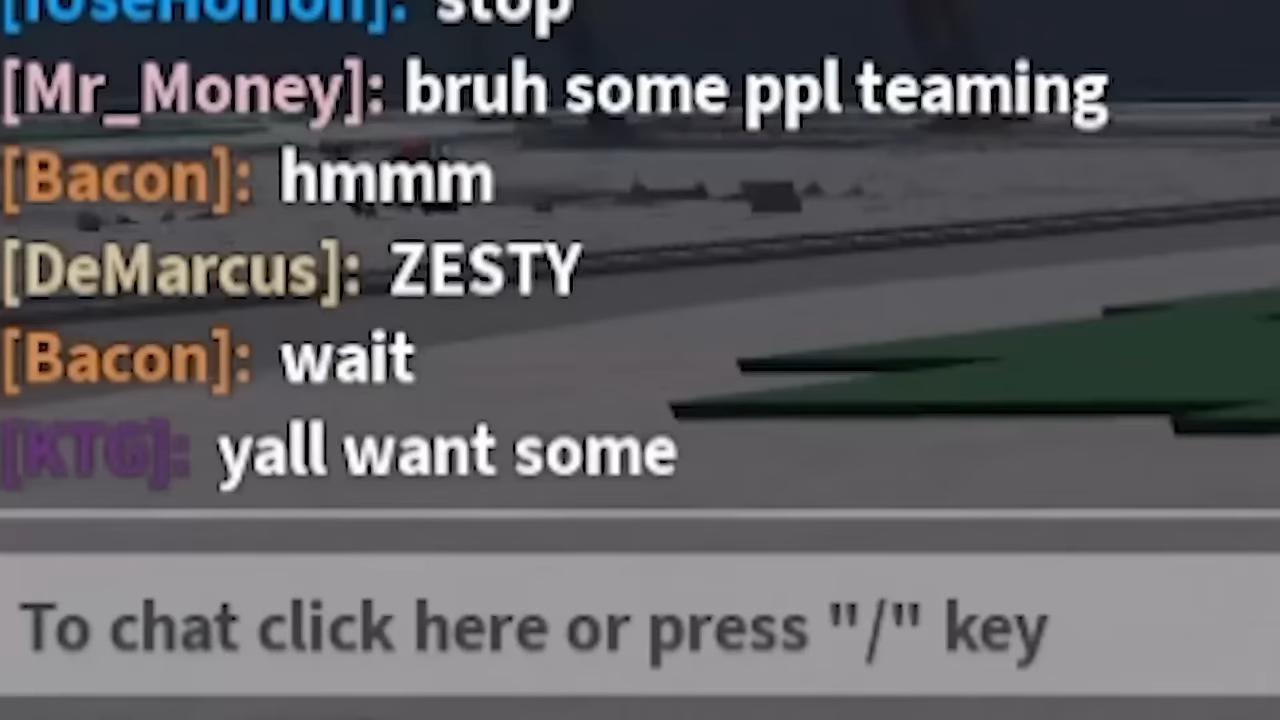 stop
[Mr_Money]: bruh some ppl teaming
[Bacon]: hmmm
[DeMarcus]: ZESTY
[Bacon]: wait
[KTG]: yall want some
To chat click here or press "/" key